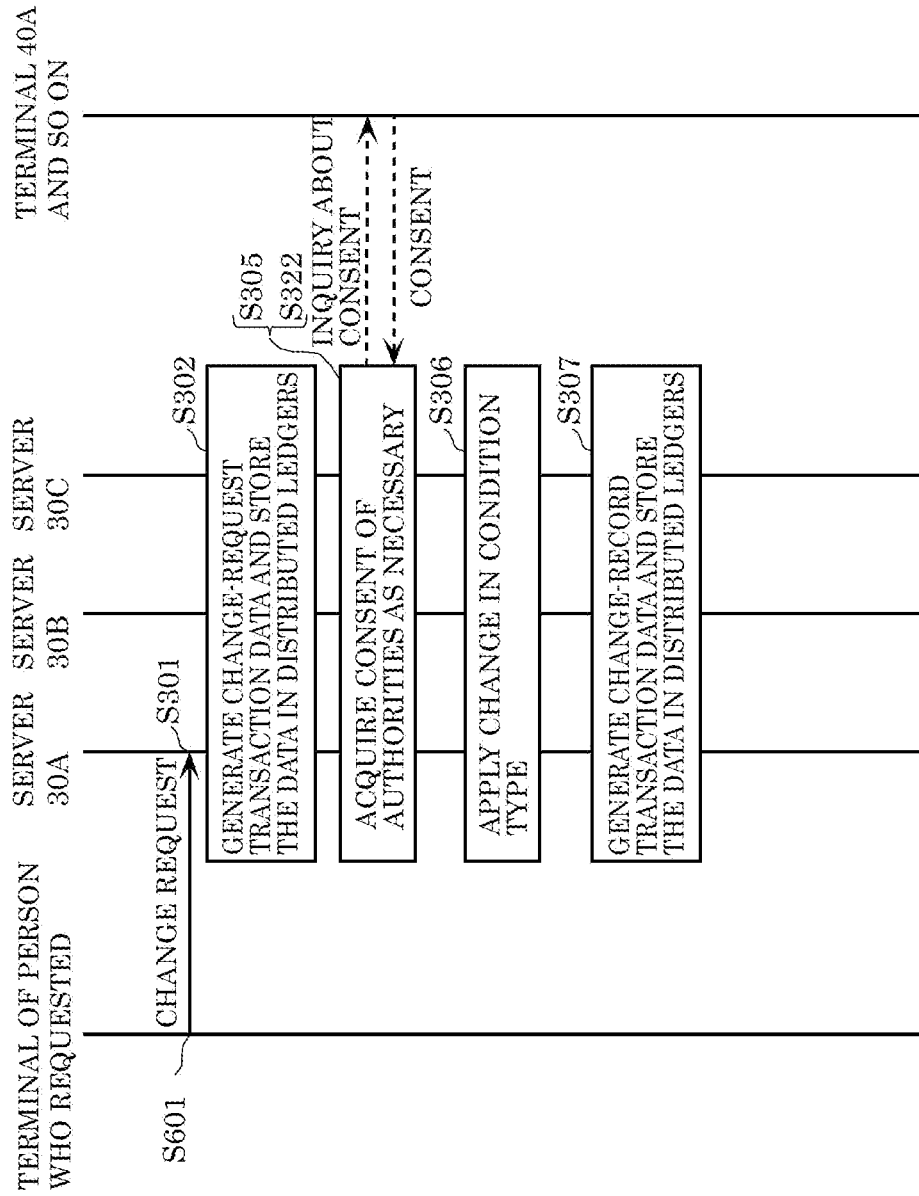 TERMINAL OF PERSON
WHO REQUESTED
SERVER
30A
SERVER
30B
SERVER
30C
TERMINAL 40A
AND SO ON
S601
CHANGE REQUEST
S301
S302
GENERATE CHANGE-REQUEST
TRANSACTION DATA AND STORE
THE DATA IN DISTRIBUTED LEDGERS
S305
S322
ACQUIRE CONSENT OF
AUTHORITIES AS NECESSARY
INQUIRY ABOUT
CONSENT
CONSENT
S306
APPLY CHANGE IN CONDITION
TYPE
S307
GENERATE CHANGE-RECORD
TRANSACTION DATA AND STORE
THE DATA IN DISTRIBUTED LEDGERS